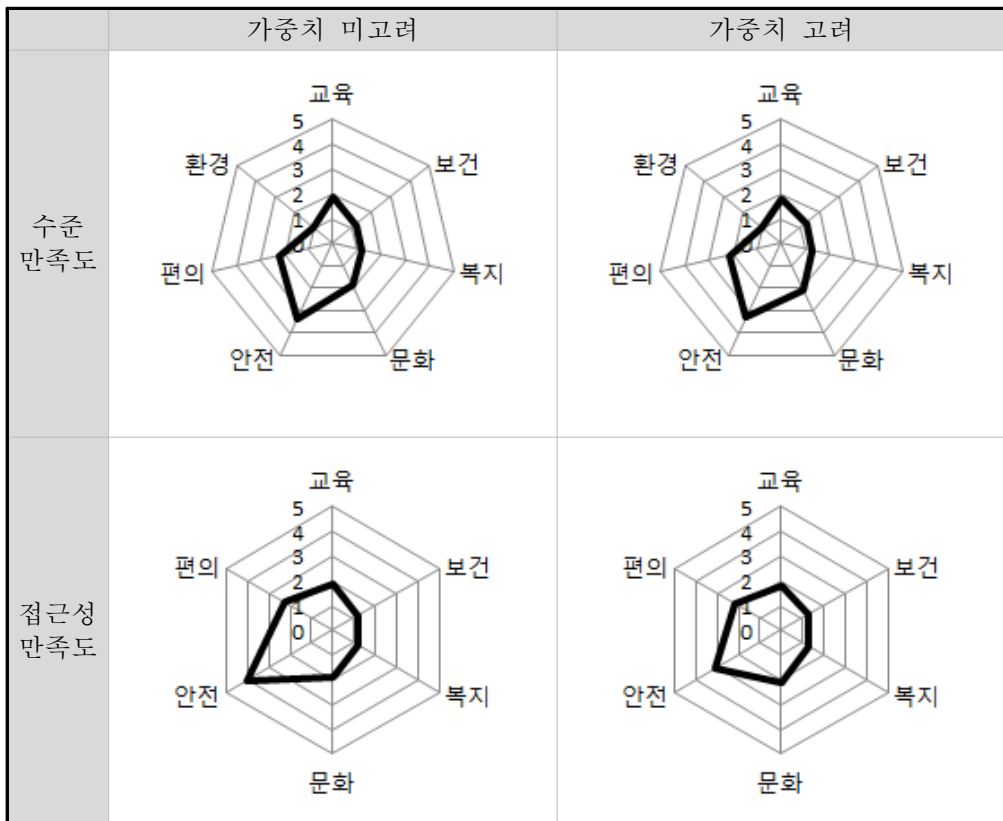 가중치 미고려
가중치 고려
수준
만족도
교육
보건
복지
문화
안전
편의
환경
5
4
3
2
1
0
교육
보건
복지
문화
안전
편의
환경
5
4
3
2
1
0
접근성
만족도
교육
보건
복지
문화
안전
편의
5
4
3
2
1
0
교육
보건
복지
문화
안전
편의
5
4
3
2
1
0